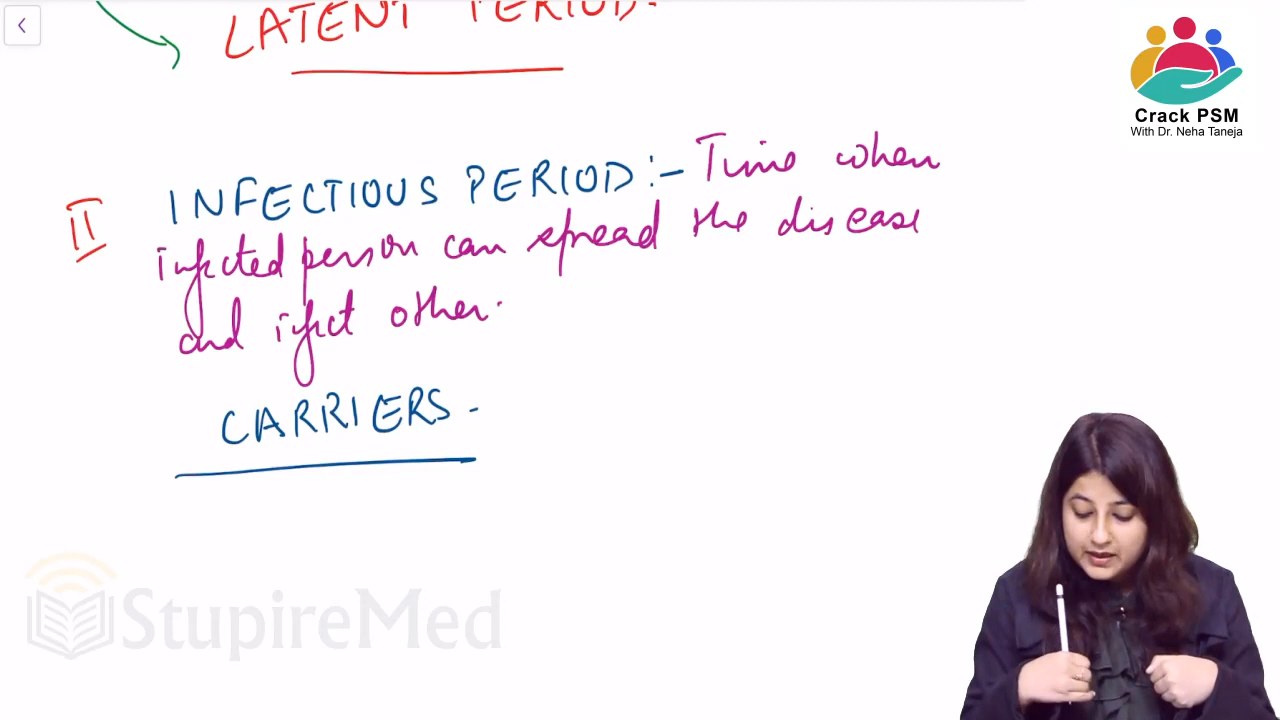 LATENT PERIOD.
Crack PSM
With Dr. Neha Taneja
II INFECTIOUS PERIOD:- Time when
infected person can spread the disease
and infect other.
CARRIERS.
StupireMed